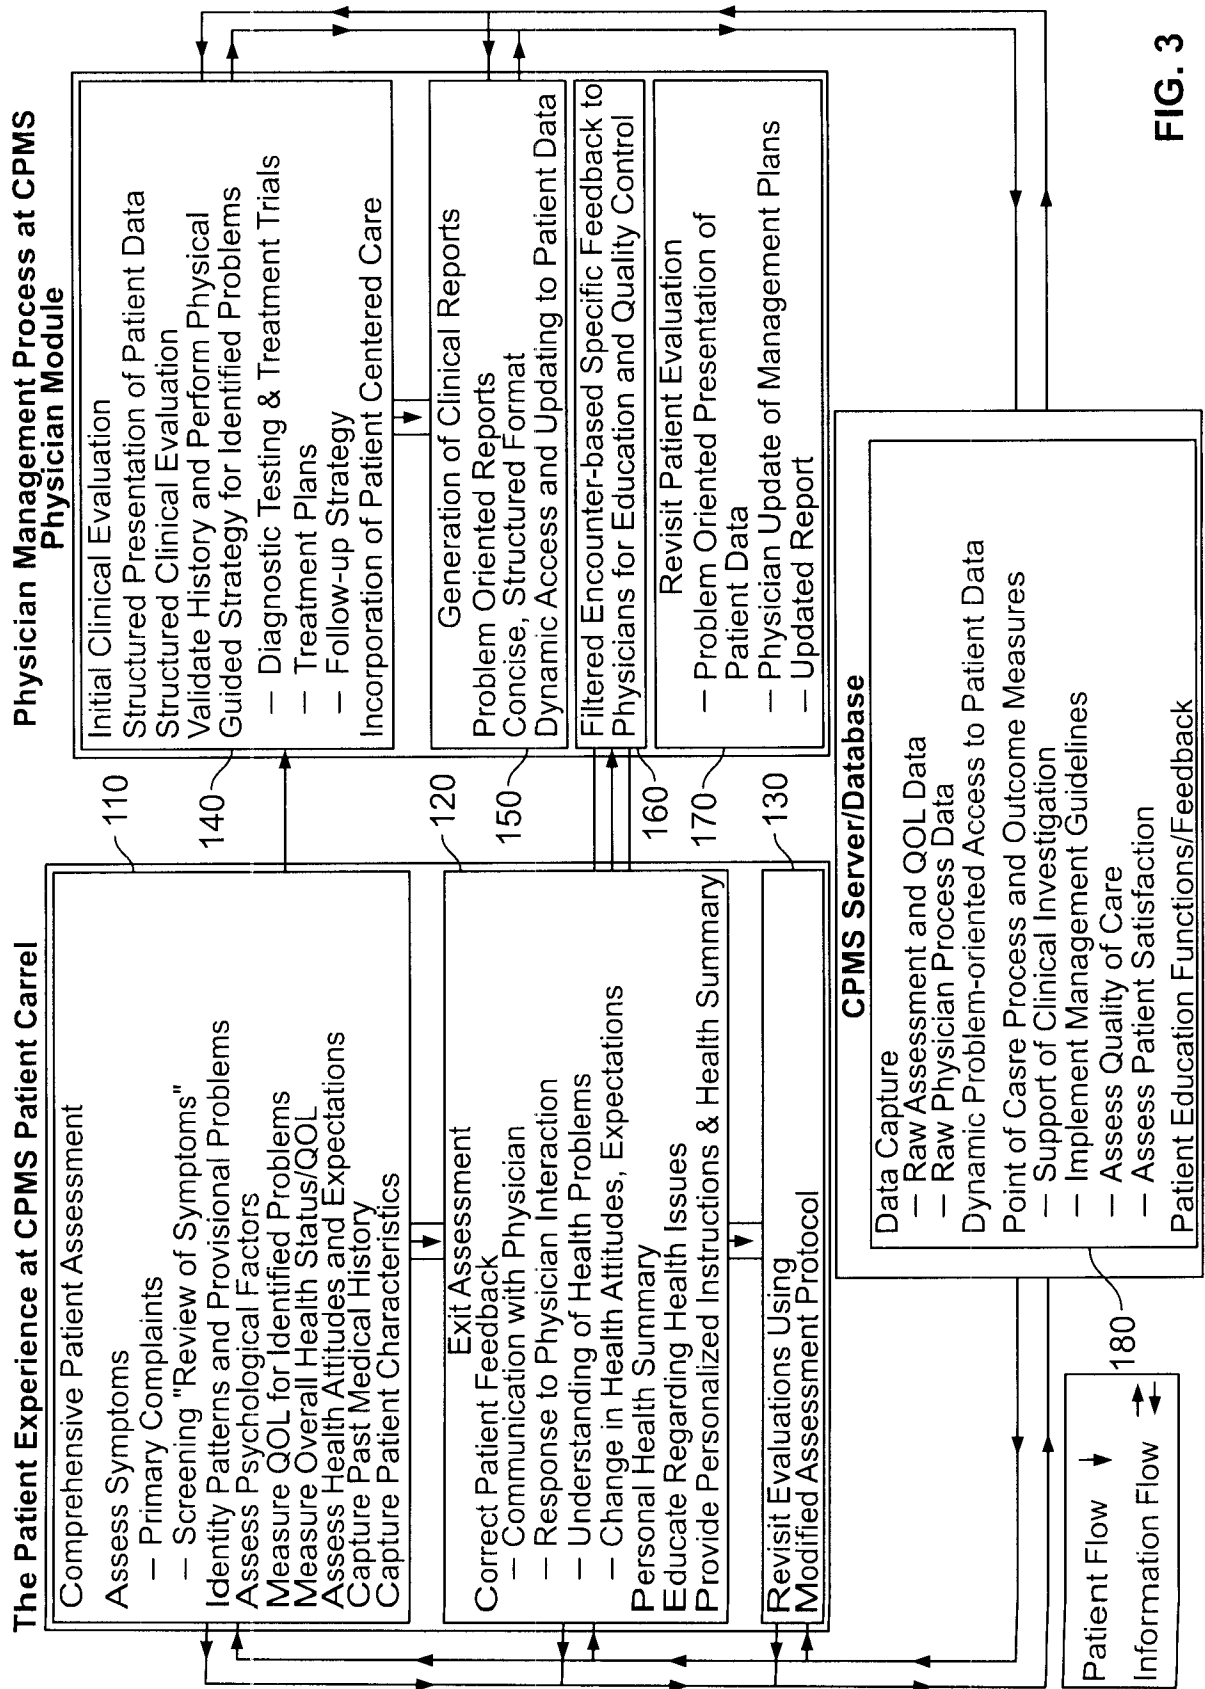 The Patient Experience at CPMS Patient Carrel
Comprehensive Patient Assessment
Assess Symptoms
— Primary Complaints
— Screening "Review of Symptoms"
Identity Patterns and Provisional Problems
Assess Psychological Factors
Measure QOL for Identified Problems
Measure Overall Health Status/QOL
Assess Health Attitudes and Expectations
Capture Past Medical History
Capture Patient Characteristics
110
Exit Assessment
Correct Patient Feedback
— Communication with Physician
— Response to Physician Interaction
— Understanding of Health Problems
— Change in Health Attitudes, Expectations
Personal Health Summary
Educate Regarding Health Issues
Provide Personalized Instructions & Health Summary
120
Revisit Evaluations Using
Modified Assessment Protocol
130
Physician Management Process at CPMS
Physician Module
Initial Clinical Evaluation
Structured Presentation of Patient Data
Structured Clinical Evaluation
Validate History and Perform Physical
Guided Strategy for Identified Problems
— Diagnostic Testing & Treatment Trials
— Treatment Plans
— Follow-up Strategy
Incorporation of Patient Centered Care
140
Generation of Clinical Reports
Problem Oriented Reports
Concise, Structured Format
Dynamic Access and Updating to Patient Data
150
Filtered Encounter-based Specific Feedback to
Physicians for Education and Quality Control
160
Revisit Patient Evaluation
— Problem Oriented Presentation of
Patient Data
— Physician Update of Management Plans
— Updated Report
170
CPMS Server/Database
Data Capture
— Raw Assessment and QOL Data
— Raw Physician Process Data
Dynamic Problem-oriented Access to Patient Data
Point of Casre Process and Outcome Measures
— Support of Clinical Investigation
— Implement Management Guidelines
— Assess Quality of Care
— Assess Patient Satisfaction
Patient Education Functions/Feedback
180
Patient Flow
Information Flow
FIG. 3